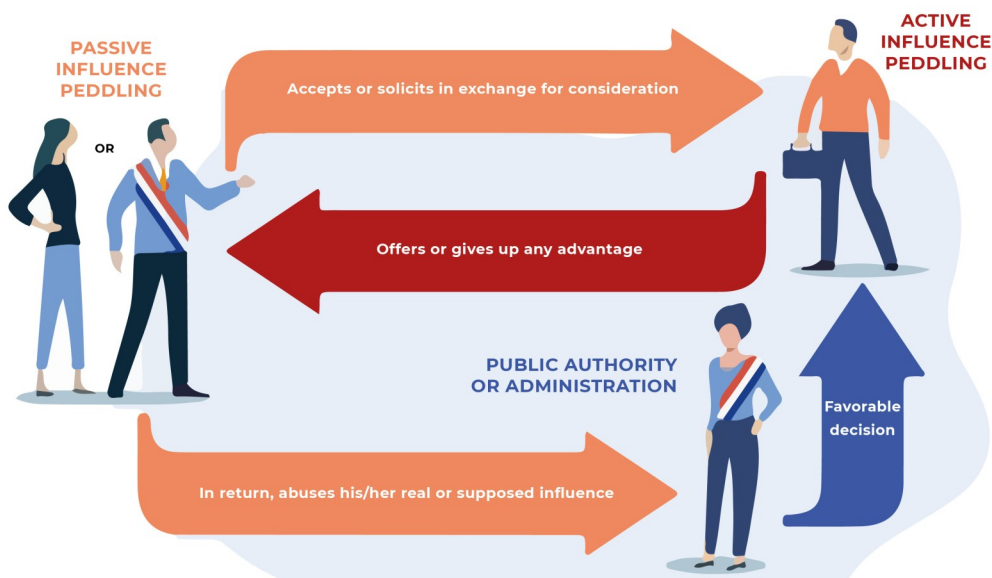 PASSIVE
INFLUENCE
PEDDLING
OR
Accepts or solicits in exchange for consideration
ACTIVE
INFLUENCE
PEDDLING
Offers or gives up any advantage
PUBLIC AUTHORITY
OR ADMINISTRATION
Favorable
decision
In return, abuses his/her real or supposed influence